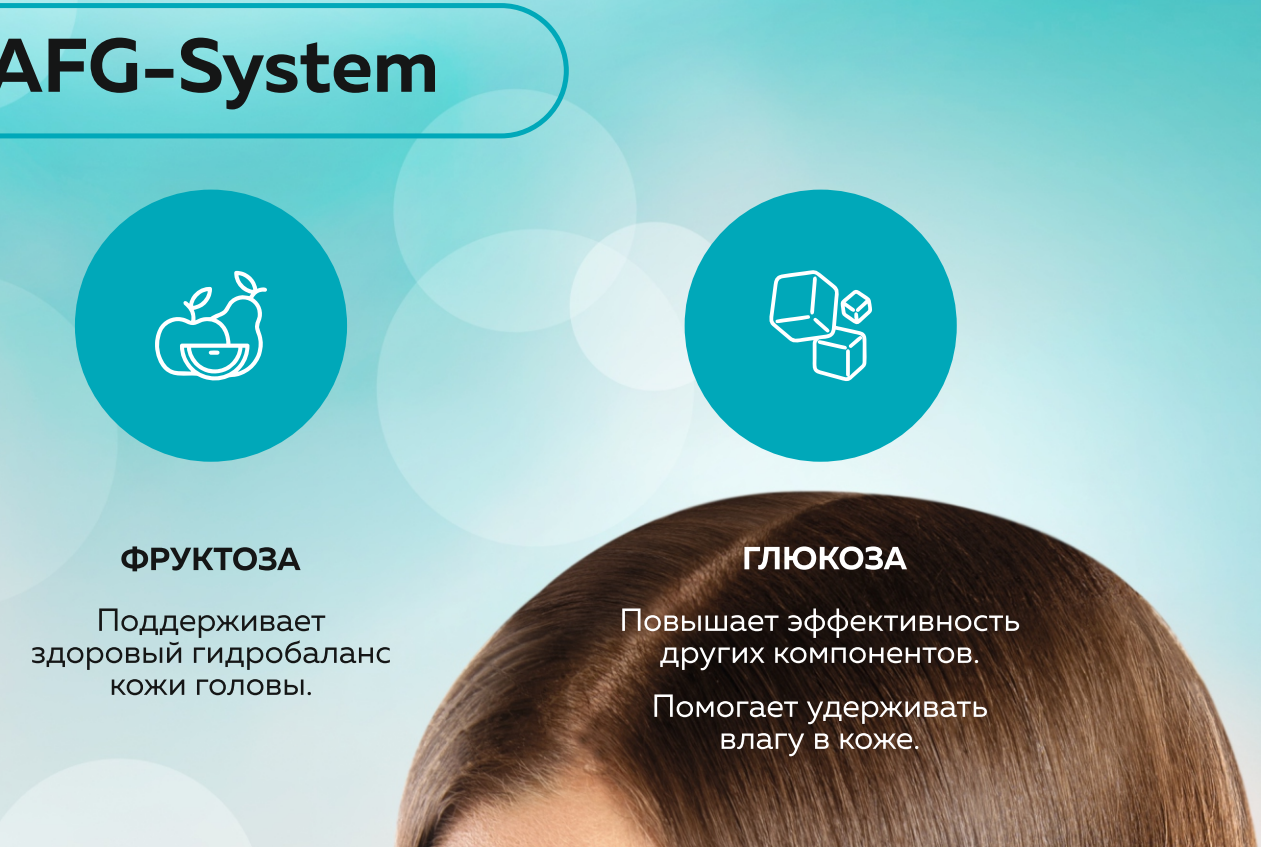 AFG-System
ФРУКТОЗА
Поддерживает
здоровый гидробаланс
кожи головы.
ГЛЮКОЗА
Повышает эффективность
других компонентов.
Помогает удерживать
влагу в коже.